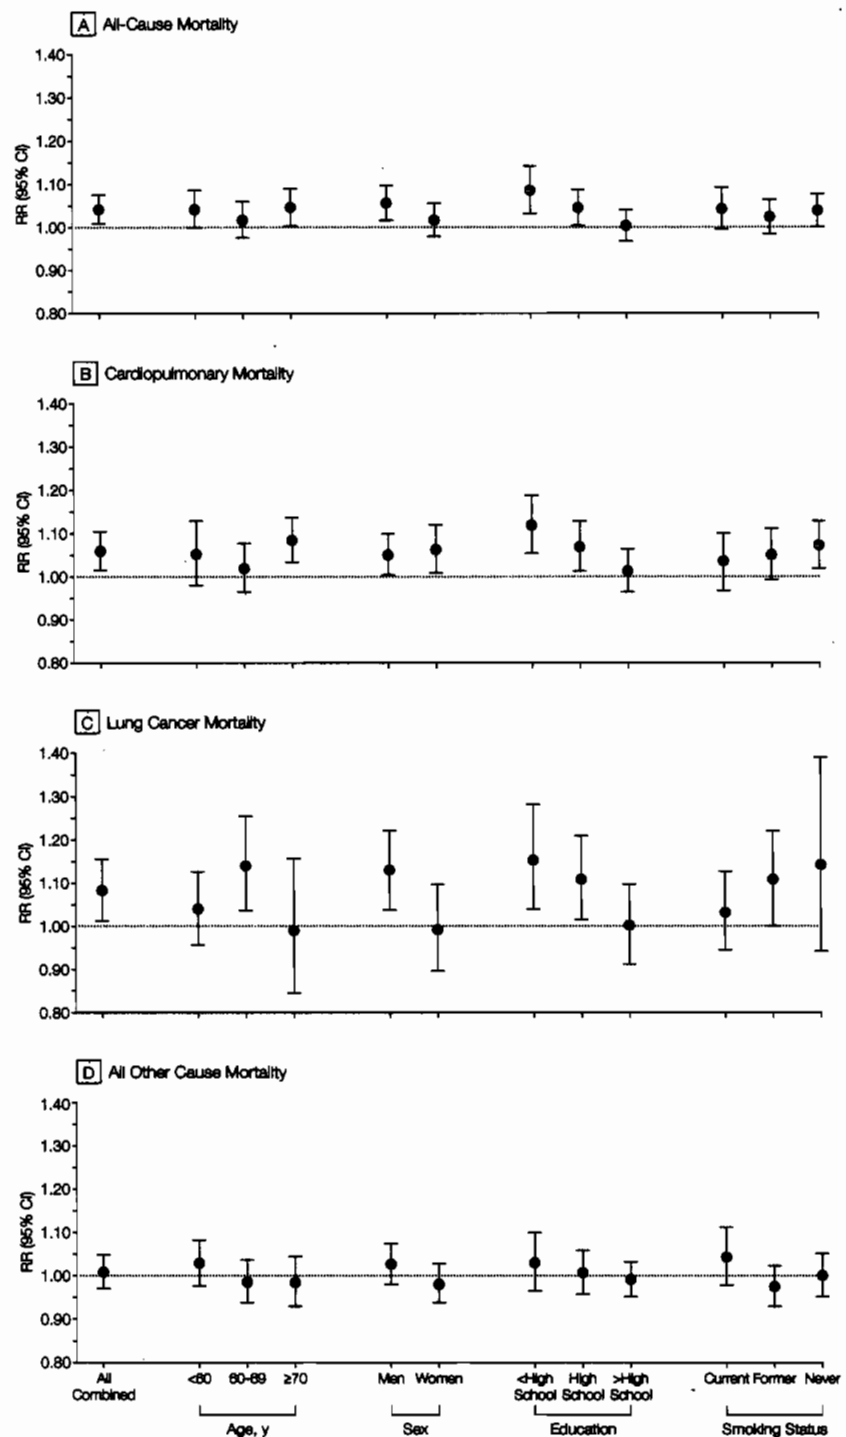 A All-Cause Mortality
1.40
1.30
1.20
1.10
1.00
0.90
0.80
RR (95% CI)
B Cardiopulmonary Mortality
1.40
1.30
1.20
1.10
1.00
0.90
0.80
RR (95% CI)
C Lung Cancer Mortality
1.40
1.30
1.20
1.10
1.00
0.90
0.80
RR (95% CI)
D All Other Cause Mortality
1.40
1.30
1.20
1.10
1.00
0.90
0.80
RR (95% CI)
All
Combined
<60 60-69 ≥70
Age, y
Men Women
Sex
<High High >High
School School School
Education
Current Former Never
Smoking Status